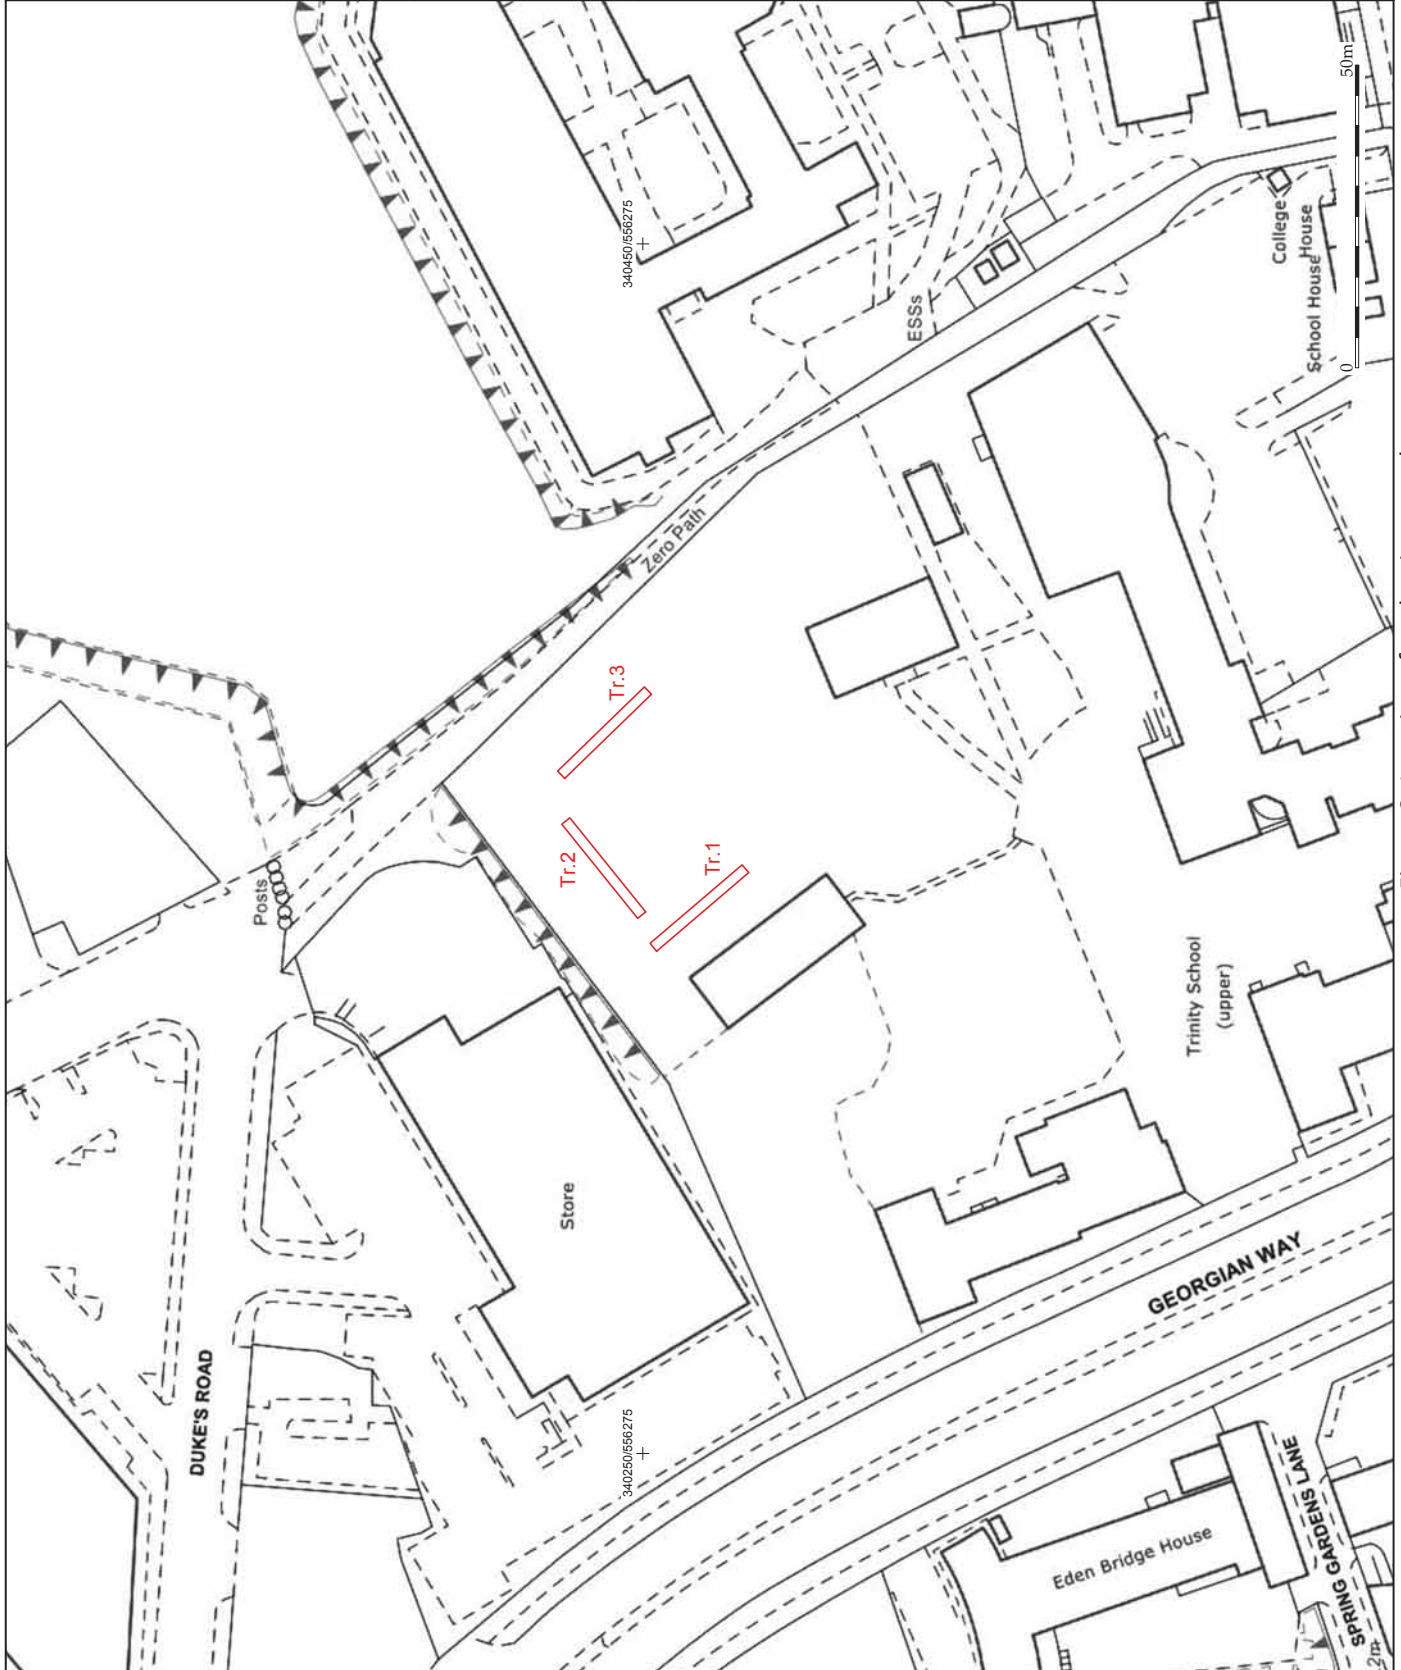 340450/556275
50m
0
College
House
School House
ESSs
Zero Path
Tr.3
Tr.2
Tr.1
Posts
Trinity School
(upper)
Store
DUKE'S ROAD
GEORGIAN WAY
340250/556275
Eden Bridge House
SPRING GARDENS LANE
2m